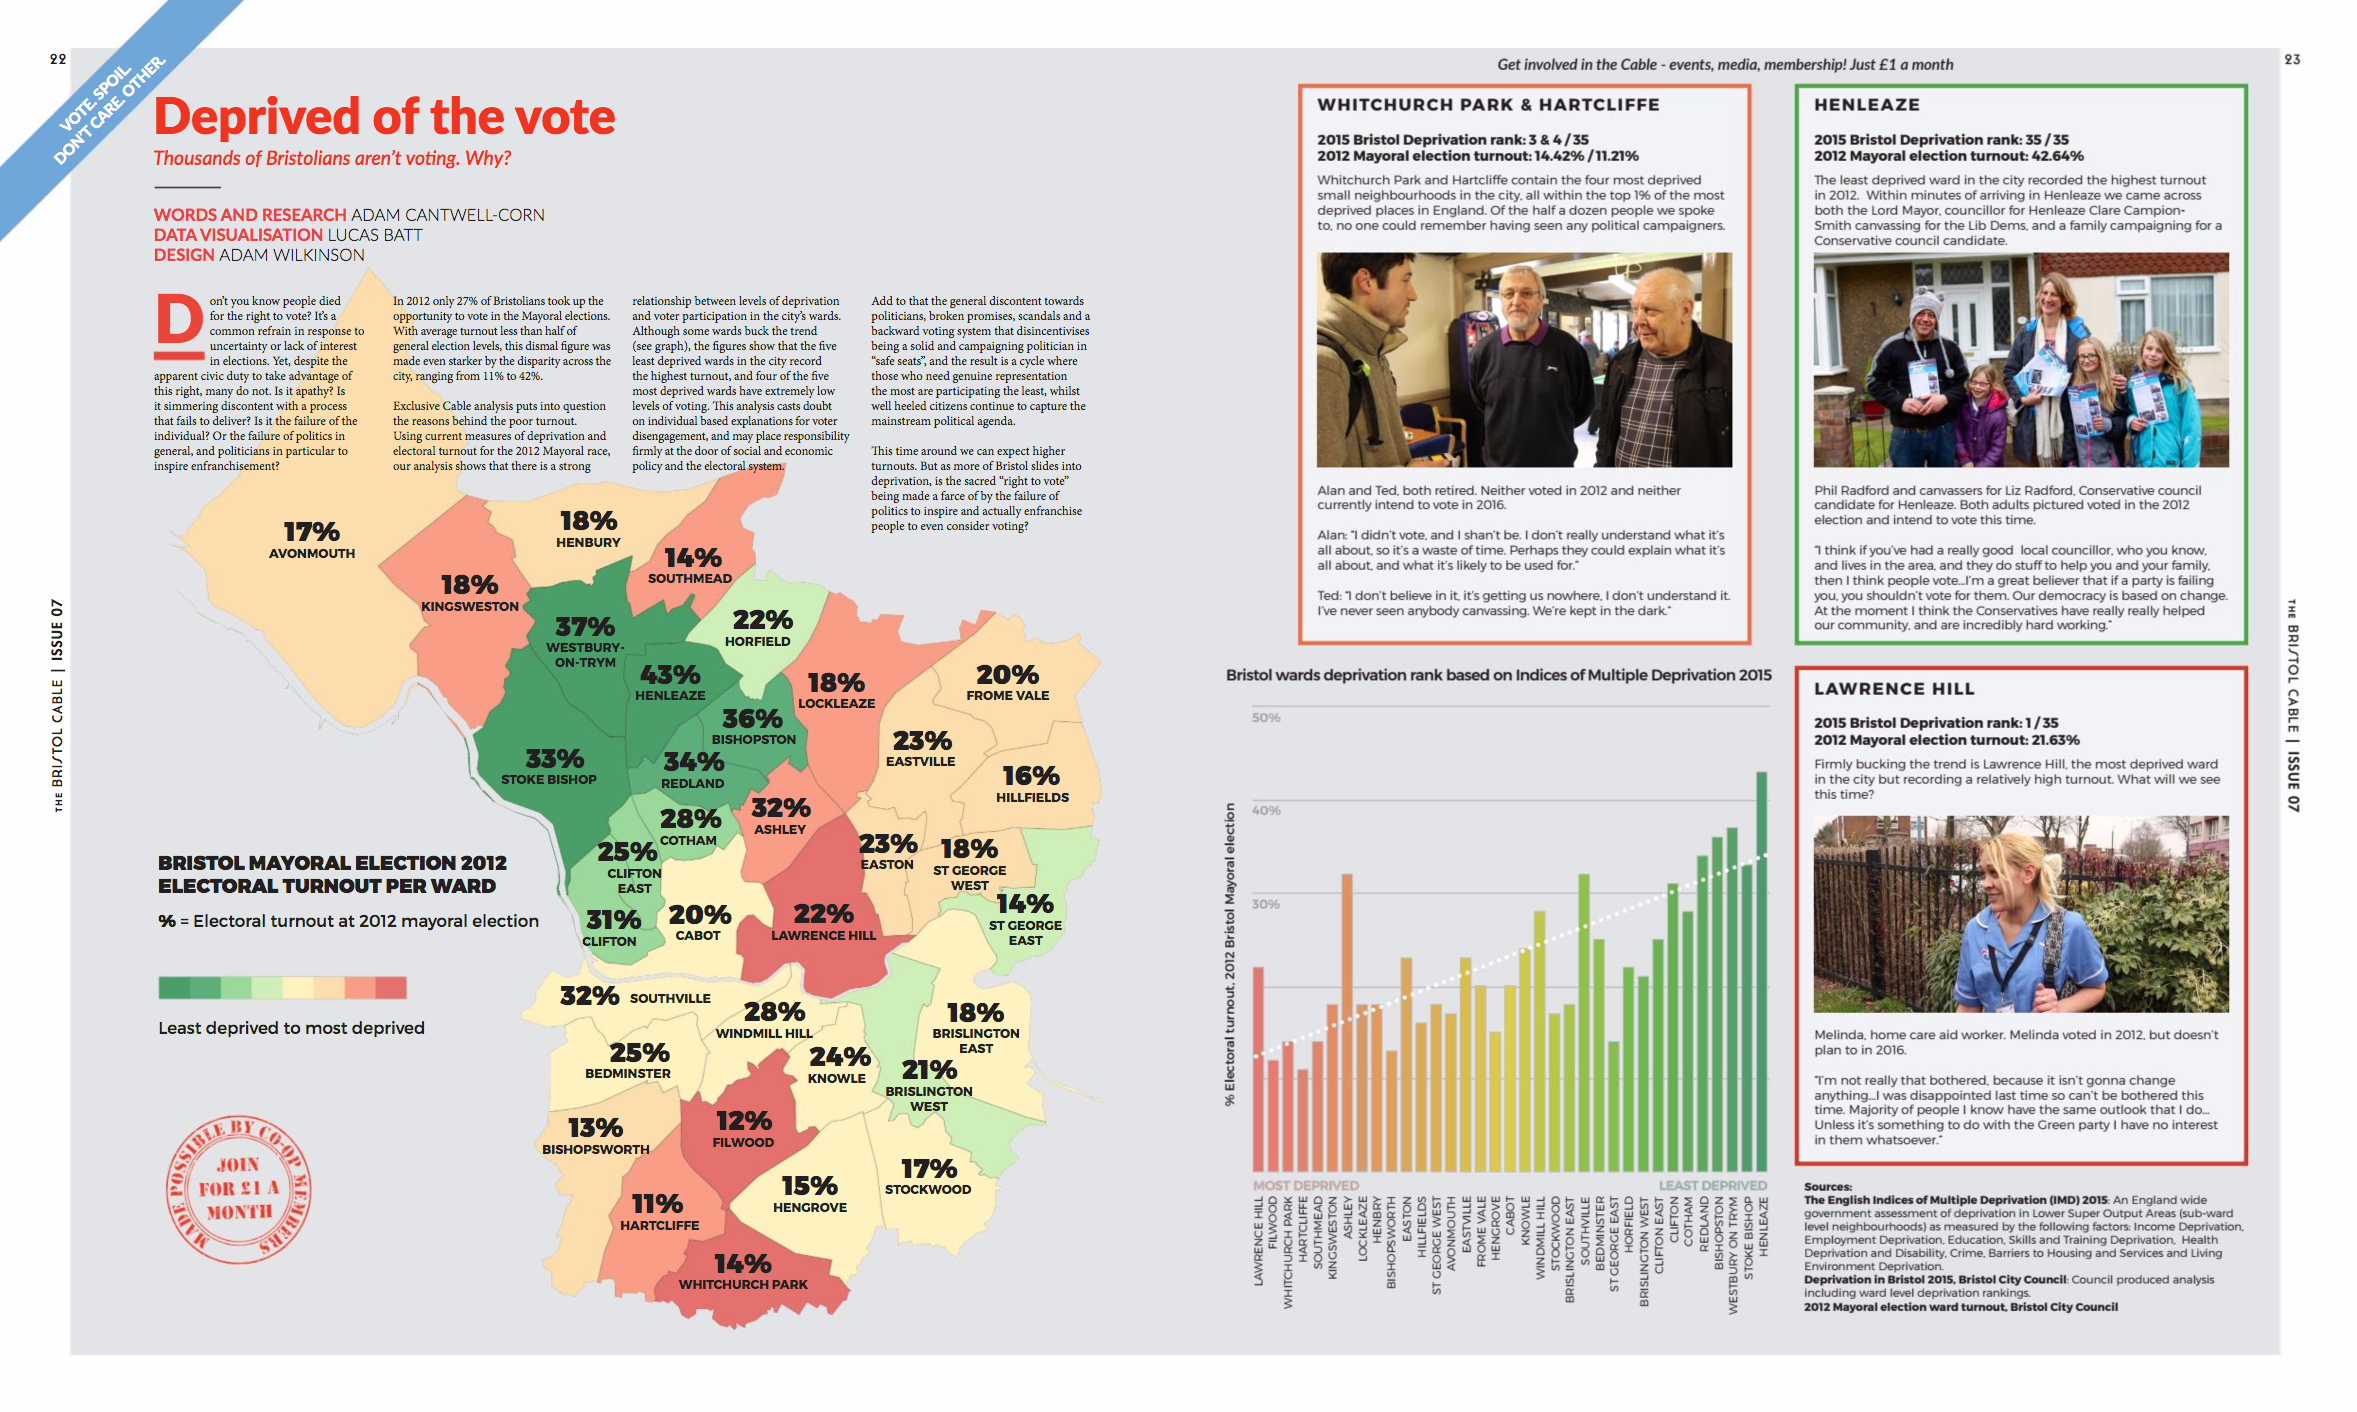 22
VOTE. SPOIL.
DON'T CARE. OTHER.
Deprived of the vote
Thousands of Bristolians aren't voting. Why?
WORDS AND RESEARCH ADAM CANTWELL-CORN
DATA VISUALISATION LUCAS BATT
DESIGN ADAM WILKINSON
Don't you know people died
for the right to vote? It's a
common refrain in response to
uncertainty or lack of interest
in elections. Yet, despite the
apparent civic duty to take advantage of
this right, many do not. Is it apathy? Is
it simmering discontent with a process
that fails to deliver? Is it the failure of the
individual? Or the failure of politics in
general, and politicians in particular to
inspire enfranchisement?
In 2012 only 27% of Bristolians took up the
opportunity to vote in the Mayoral elections.
With average turnout less than half of
general election levels, this dismal figure was
made even starker by the disparity across the
city, ranging from 11% to 42%.
Exclusive Cable analysis puts into question
the reasons behind the poor turnout.
Using current measures of deprivation and
electoral turnout for the 2012 Mayoral race,
our analysis shows that there is a strong
relationship between levels of deprivation
and voter participation in the city's wards.
Although some wards buck the trend
(see graph), the figures show that the five
least deprived wards in the city record
the highest turnout, and four of the five
most deprived wards have extremely low
levels of voting. This analysis casts doubt
on individual based explanations for voter
disengagement, and may place responsibility
firmly at the door of social and economic
policy and the electoral system.
Add to that the general discontent towards
politicians, broken promises, scandals and a
backward voting system that disincentivises
being a solid and campaigning politician in
"safe seats", and the result is a cycle where
those who need genuine representation
the most are participating the least, whilst
well heeled citizens continue to capture the
mainstream political agenda.
This time around we can expect higher
turnouts. But as more of Bristol slides into
deprivation, is the sacred "right to vote"
being made a farce of by the failure of
politics to inspire and actually enfranchise
people to even consider voting?
17%
AVONMOUTH
18%
HENBURY
14%
SOUTHMEAD
18%
KINGSWESTON
37%
WESTBURY-
ON-TRYM
22%
HORFIELD
43%
HENLEAZE
18%
LOCKLEAZE
20%
FROME VALE
36%
BISHOPSTON
23%
EASTVILLE
33%
STOKE BISHOP
34%
REDLAND
16%
HILLFIELDS
32%
ASHLEY
28%
COTHAM
23%
EASTON
18%
ST GEORGE
WEST
25%
CLIFTON
EAST
14%
ST GEORGE
EAST
31%
CLIFTON
20%
CABOT
22%
LAWRENCE HILL
32% SOUTHVILLE
28%
WINDMILL HILL
18%
BRISLINGTON
EAST
25%
BEDMINSTER
24%
KNOWLE
21%
BRISLINGTON
WEST
13%
BISHOPSWORTH
12%
FILWOOD
15%
HENGROVE
17%
STOCKWOOD
11%
HARTCLIFFE
14%
WHITCHURCH PARK
BRISTOL MAYORAL ELECTION 2012
ELECTORAL TURNOUT PER WARD
% = Electoral turnout at 2012 mayoral election
Least deprived to most deprived
MADE POSSIBLE BY CO-OP MEMBERS
JOIN
FOR £1 A
MONTH
THE BRISTOL CABLE | ISSUE 07
Get involved in the Cable - events, media, membership! Just £1 a month
23
WHITCHURCH PARK & HARTCLIFFE
2015 Bristol Deprivation rank: 3 & 4 / 35
2012 Mayoral election turnout: 14.42% / 11.21%
Whitchurch Park and Hartcliffe contain the four most deprived
small neighbourhoods in the city, all within the top 1% of the most
deprived places in England. Of the half a dozen people we spoke
to, no one could remember having seen any political campaigners.
Alan and Ted, both retired. Neither voted in 2012 and neither
currently intend to vote in 2016.
Alan: "I didn't vote, and I shan't be. I don't really understand what it's
all about, so it's a waste of time. Perhaps they could explain what it's
all about, and what it's likely to be used for."
Ted: "I don't believe in it, it's getting us nowhere, I don't understand it.
I've never seen anybody canvassing. We're kept in the dark."
HENLEAZE
2015 Bristol Deprivation rank: 35 / 35
2012 Mayoral election turnout: 42.64%
The least deprived ward in the city recorded the highest turnout
in 2012. Within minutes of arriving in Henleaze we came across
both the Lord Mayor, councillor for Henleaze Clare Campion-
Smith canvassing for the Lib Dems, and a family campaigning for a
Conservative council candidate.
Phil Radford and canvassers for Liz Radford, Conservative council
candidate for Henleaze. Both adults pictured voted in the 2012
election and intend to vote this time.
"I think if you've had a really good local councillor, who you know,
and lives in the area, and they do stuff to help you and your family,
then I think people vote...I'm a great believer that if a party is failing
you, you shouldn't vote for them. Our democracy is based on change.
At the moment I think the Conservatives have really really helped
our community, and are incredibly hard working."
Bristol wards deprivation rank based on Indices of Multiple Deprivation 2015
% Electoral turnout, 2012 Bristol Mayoral election
50%
40%
30%
MOST DEPRIVED
LEAST DEPRIVED
LAWRENCE HILL
FILWOOD
WHITCHURCH PARK
HARTCLIFFE
SOUTHMEAD
KINGSWESTON
ASHLEY
LOCKLEAZE
HENBRY
BISHOPSWORTH
EASTON
HILLFIELDS
ST GEORGE WEST
AVONMOUTH
EASTVILLE
FROME VALE
HENGROVE
CABOT
KNOWLE
WINDMILL HILL
STOCKWOOD
BRISLINGTON EAST
SOUTHVILLE
BEDMINSTER
ST GEORGE EAST
HORFIELD
BRISLINGTON WEST
CLIFTON EAST
CLIFTON
COTHAM
REDLAND
BISHOPSTON
WESTBURY ON TRYM
STOKE BISHOP
HENLEAZE
LAWRENCE HILL
2015 Bristol Deprivation rank: 1 / 35
2012 Mayoral election turnout: 21.63%
Firmly bucking the trend is Lawrence Hill, the most deprived ward
in the city but recording a relatively high turnout. What will we see
this time?
Melinda, home care aid worker. Melinda voted in 2012, but doesn't
plan to in 2016.
"I'm not really that bothered, because it isn't gonna change
anything...I was disappointed last time so can't be bothered this
time. Majority of people I know have the same outlook that I do...
Unless it's something to do with the Green party I have no interest
in them whatsoever."
Sources:
The English Indices of Multiple Deprivation (IMD) 2015: An England wide
government assessment of deprivation in Lower Super Output Areas (sub-ward
level neighbourhoods) as measured by the following factors: Income Deprivation,
Employment Deprivation, Education, Skills and Training Deprivation, Health
Deprivation and Disability, Crime, Barriers to Housing and Services and Living
Environment Deprivation.
Deprivation in Bristol 2015, Bristol City Council: Council produced analysis
including ward level deprivation rankings.
2012 Mayoral election ward turnout, Bristol City Council
THE BRISTOL CABLE | ISSUE 07